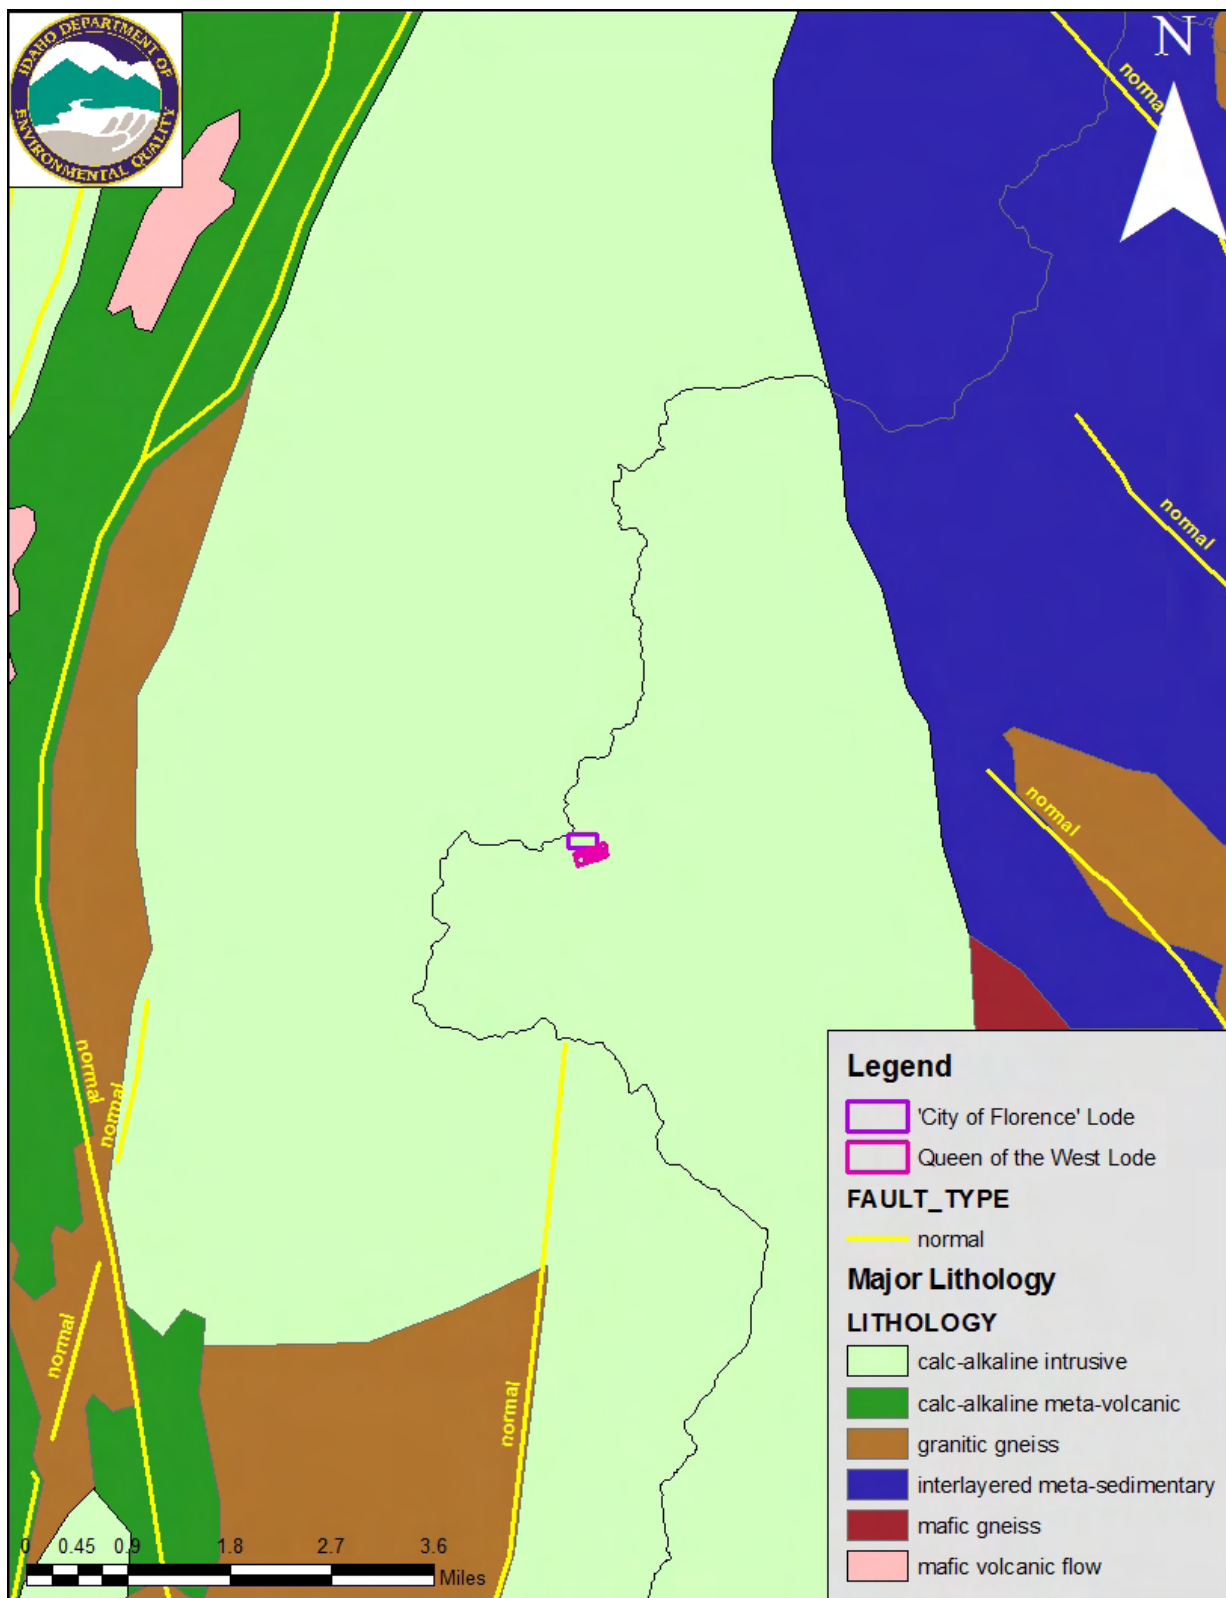 IDAHO DEPARTMENT OF
ENVIRONMENTAL QUALITY
N
normal
normal
normal
normal
normal
normal
normal
Legend
'City of Florence' Lode
Queen of the West Lode
FAULT_TYPE
normal
Major Lithology
LITHOLOGY
calc-alkaline intrusive
calc-alkaline meta-volcanic
granitic gneiss
interlayered meta-sedimentary
mafic gneiss
mafic volcanic flow
0 0.45 0.9 1.8 2.7 3.6
Miles